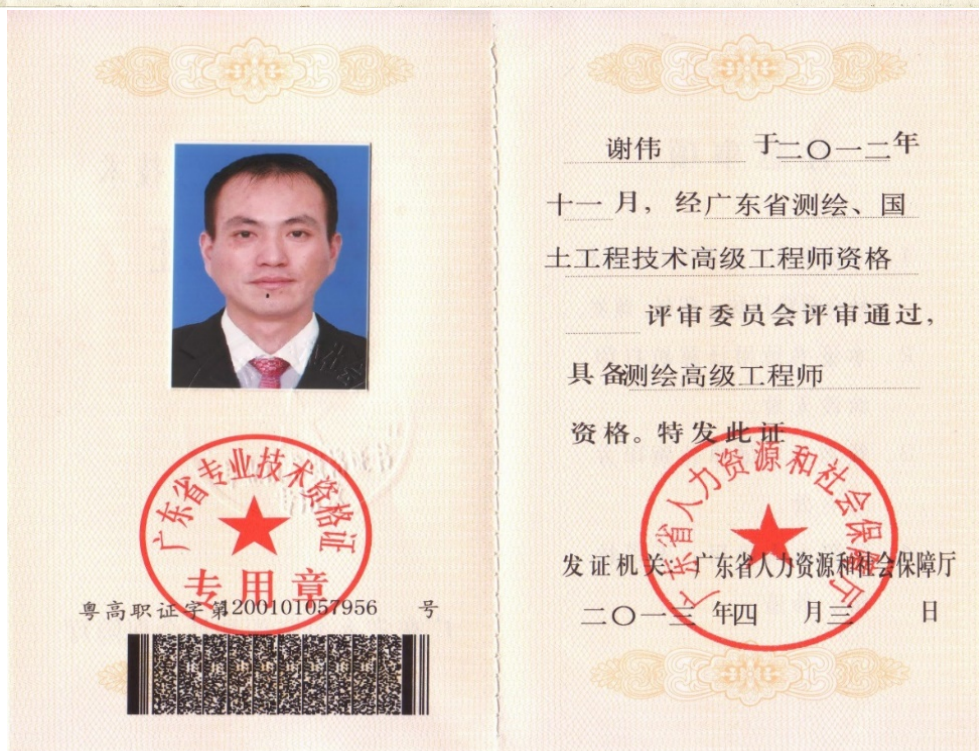 广东省专业技术资格证
专用章
粤高职证字第1200101057956 号
谢伟 于二〇一二年
十一月，经广东省测绘、国
土工程技术高级工程师资格
评审委员会评审通过，
具备测绘高级工程师
资格。特发此证
广东省人力资源和社会保障厅
发证机关：广东省人力资源和社会保障厅
二〇一三 年四 月三 日